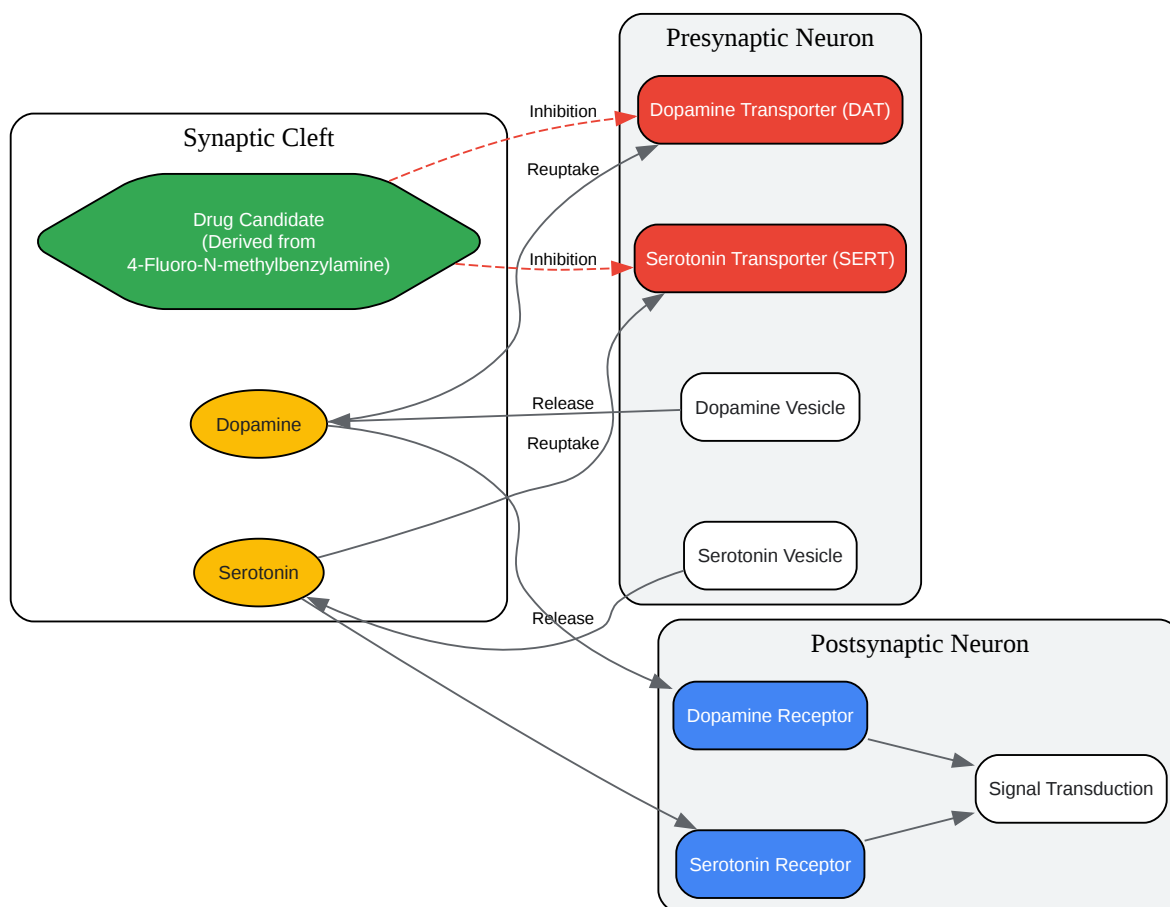 Presynaptic Neuron
Dopamine Transporter (DAT)
Inhibition
Synaptic Cleft
Reuptake
Drug Candidate
(Derived from
4-Fluoro-N-methylbenzylamine)
Inhibition
Serotonin Transporter (SERT)
Release
Dopamine Vesicle
Dopamine
Reuptake
Serotonin Vesicle
Serotonin
Release
Postsynaptic Neuron
Dopamine Receptor
Signal Transduction
Serotonin Receptor